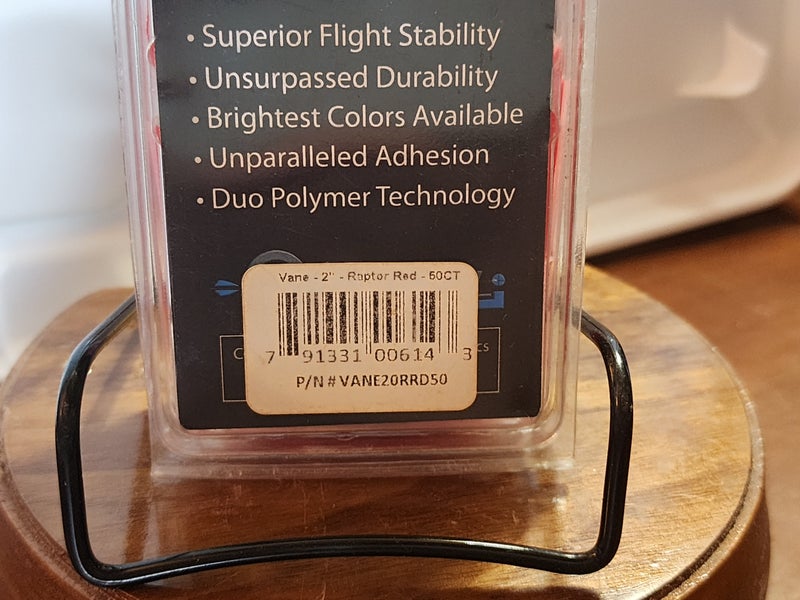 • Superior Flight Stability
• Unsurpassed Durability
• Brightest Colors Available
• Unparalleled Adhesion
• Duo Polymer Technology
Vane - 2" - Raptor Red - 50CT
7 91331 00614 3
P/N # VANE20RRD50